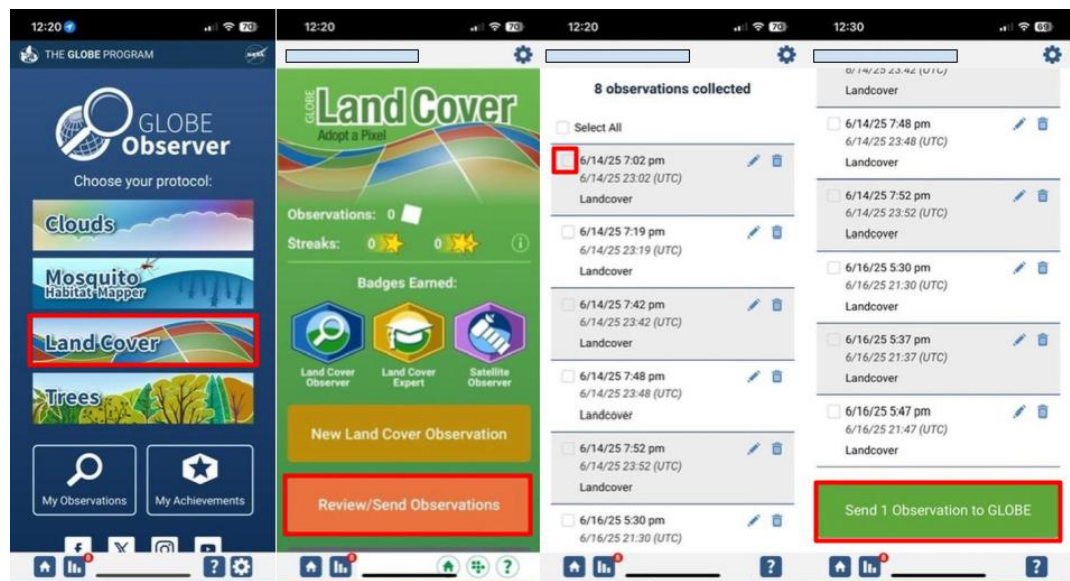 12:20
70
THE GLOBE PROGRAM
NASA
GLOBE
Observer
Choose your protocol:
Clouds
Mosquito
Habitat Mapper
Land Cover
Trees
My Observations
My Achievements
8
?
12:20
70
GLOBE
Land Cover
Adopt a Pixel
Observations: 0
Streaks: 0 0
Badges Earned:
Land Cover
Observer
Land Cover
Expert
Satellite
Observer
New Land Cover Observation
Review/Send Observations
8
?
12:20
70
8 observations collected
Select All
6/14/25 7:02 pm
6/14/25 23:02 (UTC)
Landcover
6/14/25 7:19 pm
6/14/25 23:19 (UTC)
Landcover
6/14/25 7:42 pm
6/14/25 23:42 (UTC)
Landcover
6/14/25 7:48 pm
6/14/25 23:48 (UTC)
Landcover
6/14/25 7:52 pm
6/14/25 23:52 (UTC)
Landcover
6/16/25 5:30 pm
6/16/25 21:30 (UTC)
8
?
12:30
69
6/14/25 23:42 (UTC)
Landcover
6/14/25 7:48 pm
6/14/25 23:48 (UTC)
Landcover
6/14/25 7:52 pm
6/14/25 23:52 (UTC)
Landcover
6/16/25 5:30 pm
6/16/25 21:30 (UTC)
Landcover
6/16/25 5:37 pm
6/16/25 21:37 (UTC)
Landcover
6/16/25 5:47 pm
6/16/25 21:47 (UTC)
Landcover
Send 1 Observation to GLOBE
8
?